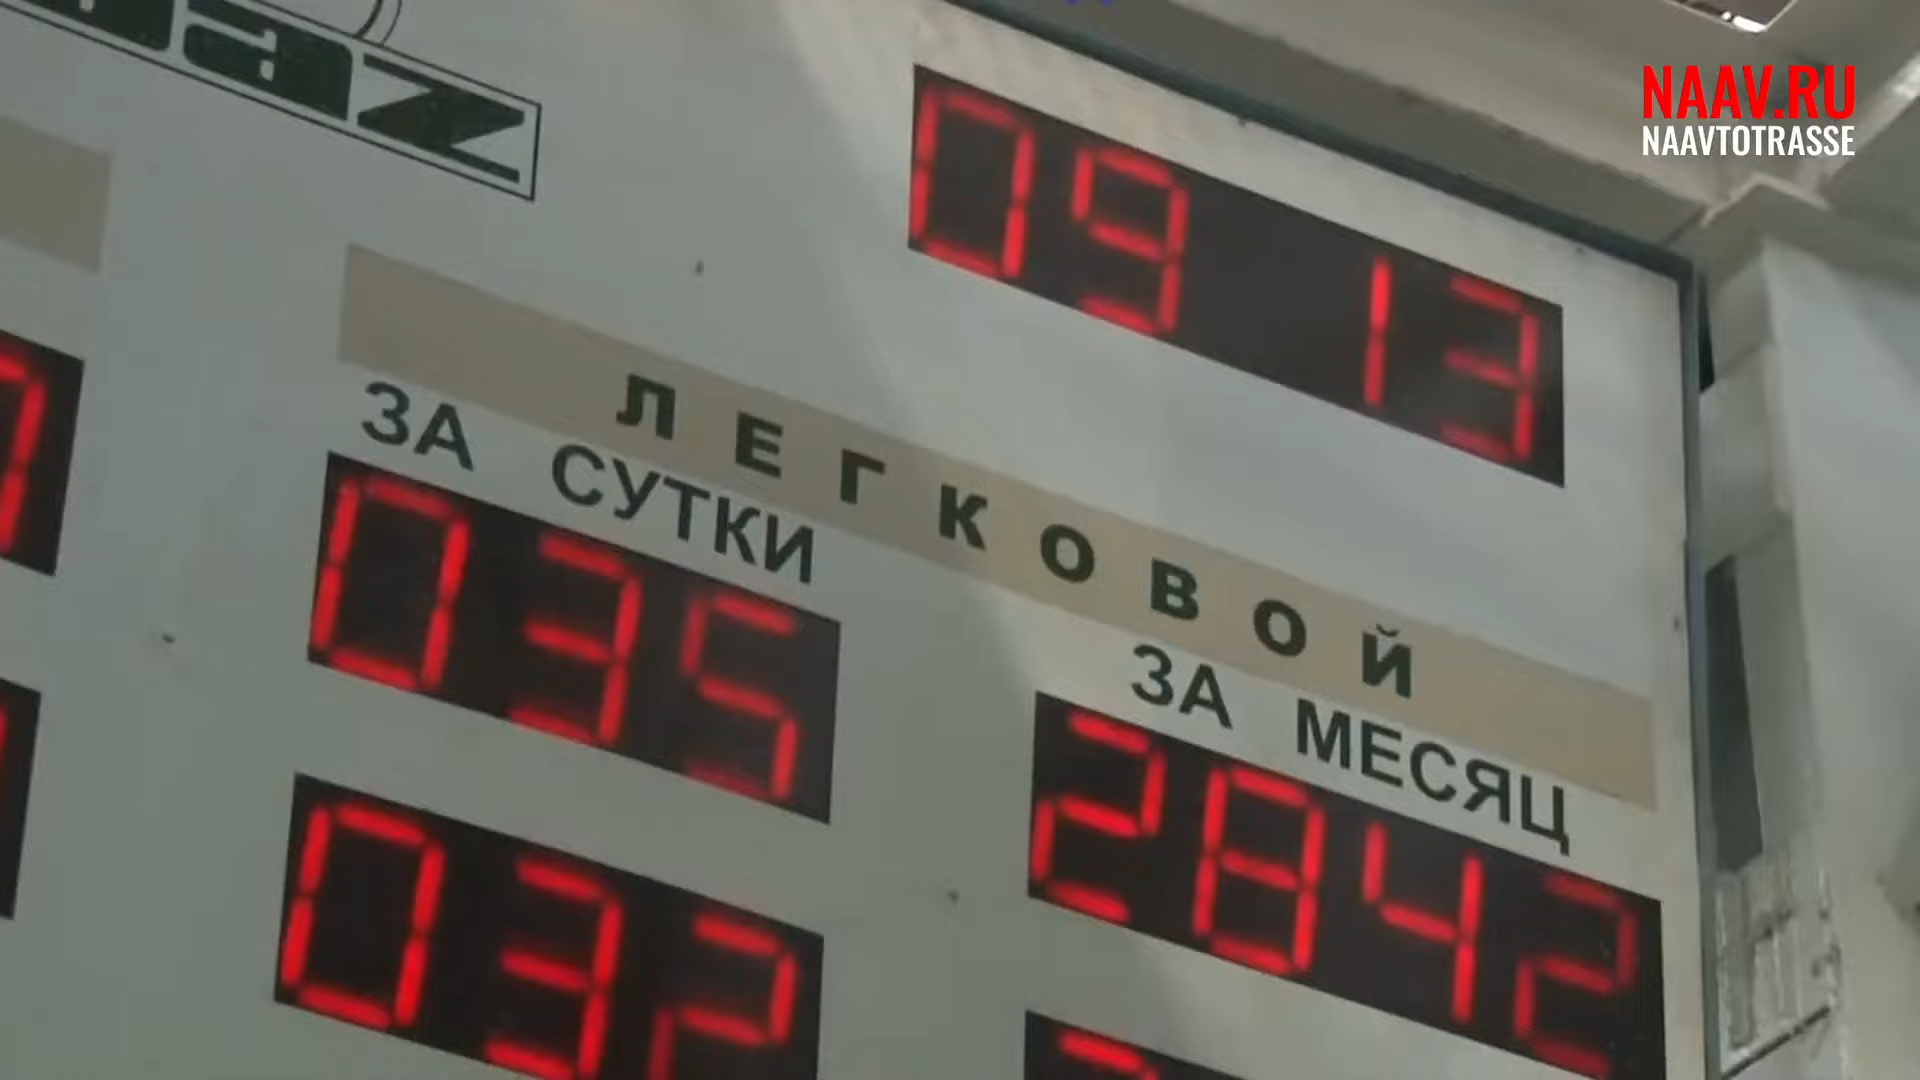 NAAV.RU
NAAVTOTRASSE
09 13
ЛЕГКОВОЙ
ЗА СУТКИ
ЗА МЕСЯЦ
035
2842
032